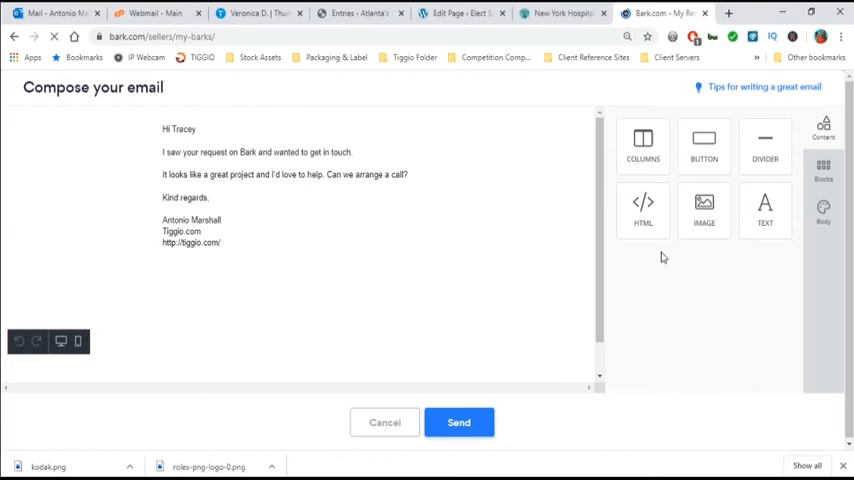 Mail - Antonio M
Webmail - Main
Veronica D. | Thum
Entries - Atlanta's
Edit Page ‹ Elect S
New York Hospita
Bark.com - My Re
bark.com/sellers/my-barks/
Apps
Bookmarks
IP Webcam
TIGGIO
Stock Assets
Packaging & Label
Tiggio Folder
Competition Comp...
Client Reference Sites
Client Servers
»
Other bookmarks
Compose your email
Tips for writing a great email
Hi Tracey
I saw your request on Bark and wanted to get in touch.
It looks like a great project and I'd love to help. Can we arrange a call?
Kind regards,
Antonio Marshall
Tiggio.com
http://tiggio.com/
COLUMNS
BUTTON
DIVIDER
HTML
IMAGE
TEXT
Content
Blocks
Body
Cancel
Send
kodak.png
rolex-png-logo-0.png
Show all